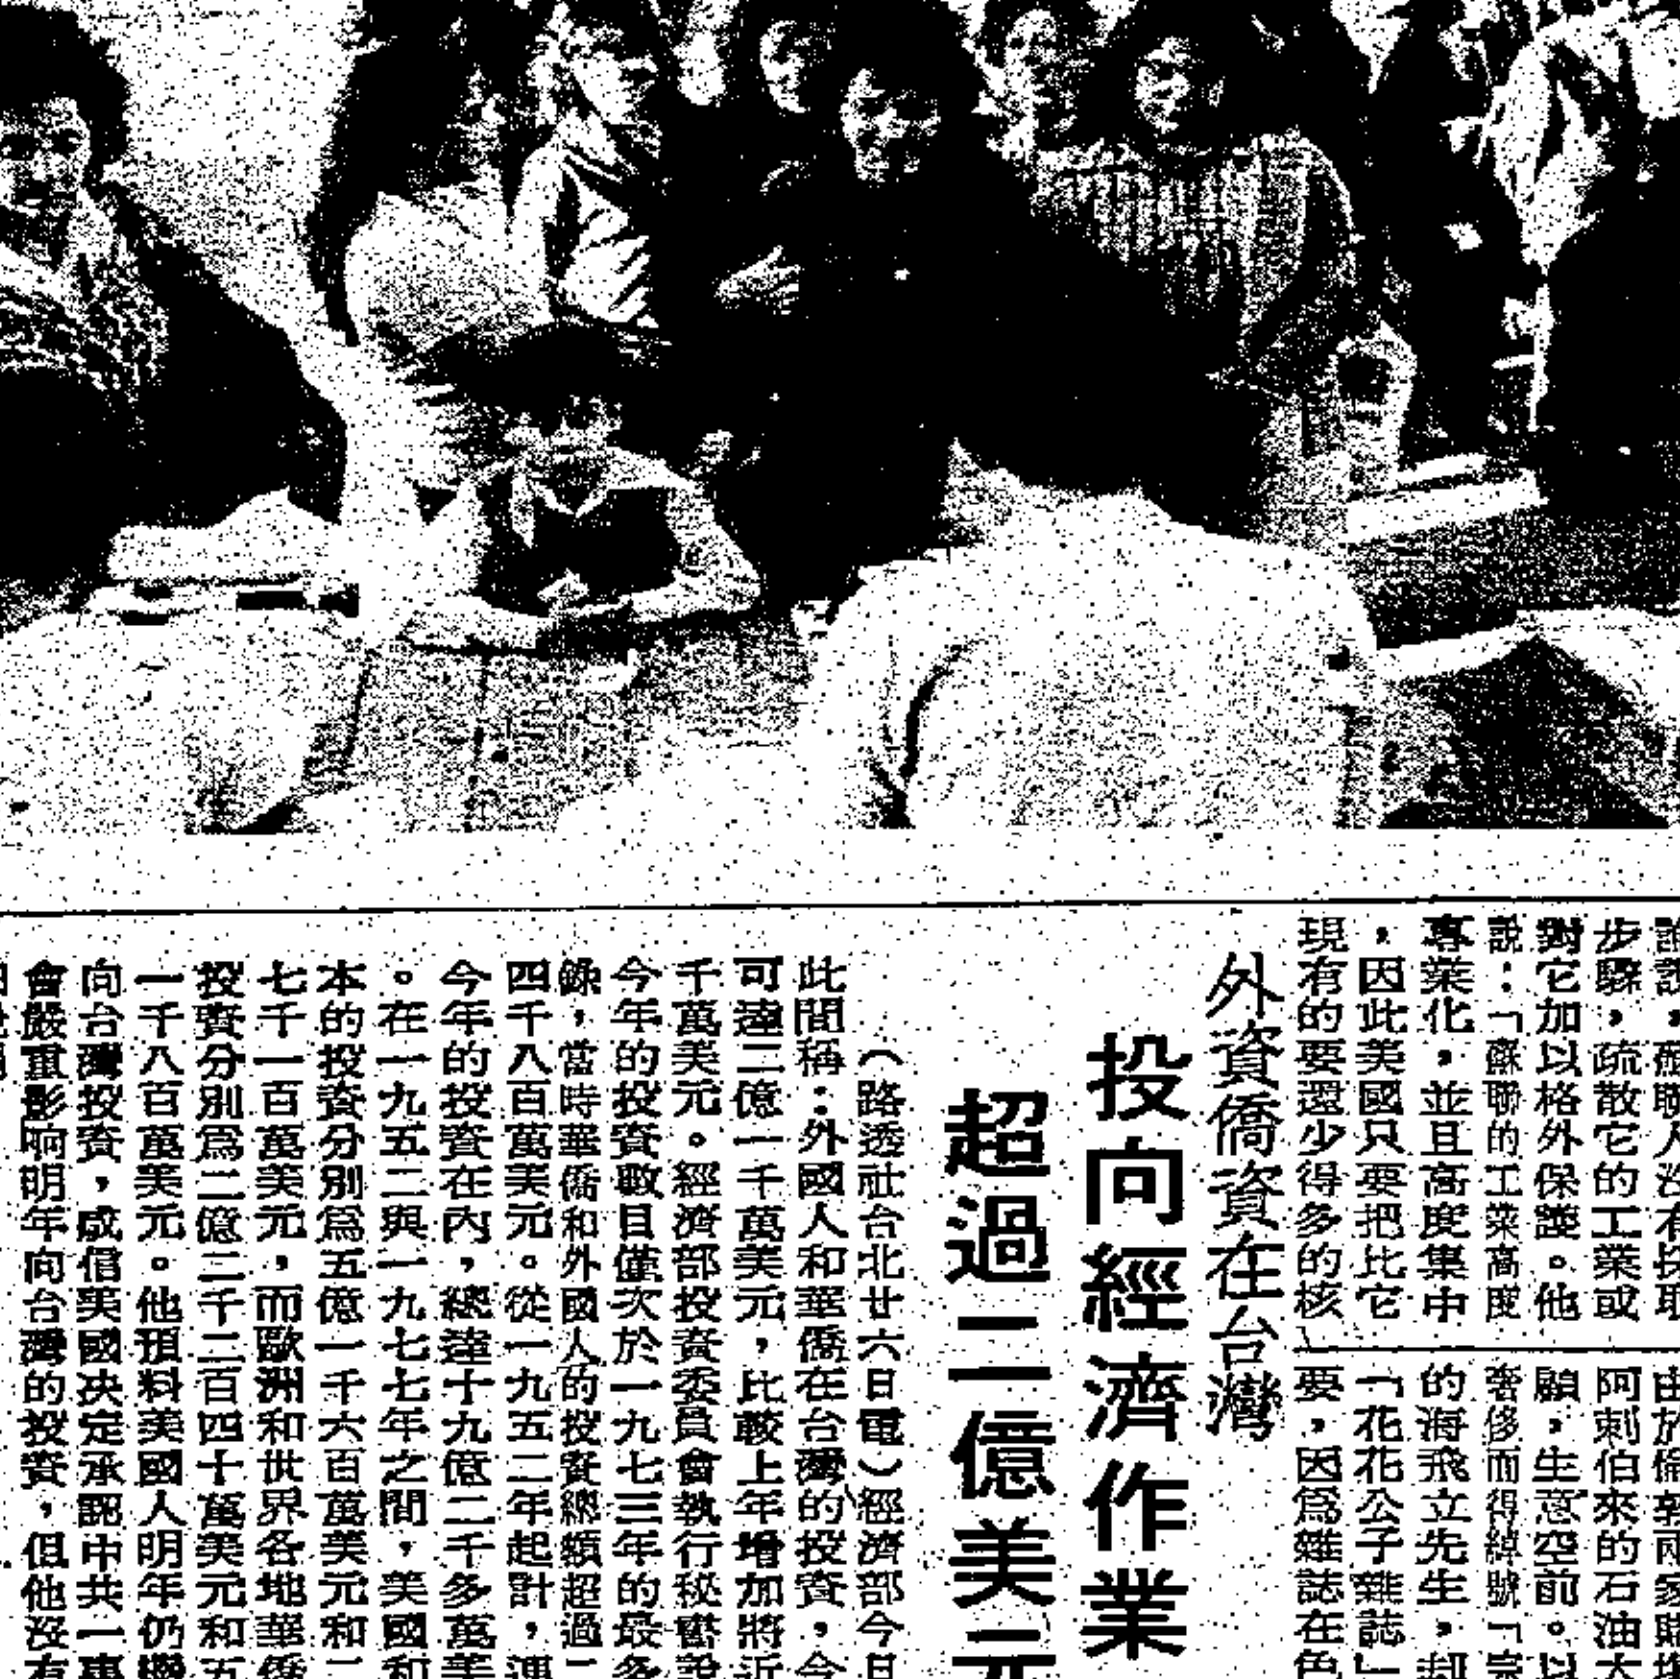 步驟，疏散它的工業或
對它加以格外保護。他
說：「蘇聯的工業高度
專業化，並且高度集中
，因此美國只要把比它
現有的要還少得多的核
阿刺伯來的石油大
顧，生意空前。以
奢侈而得綽號「
的海飛立先生，却
「花花公子雜誌」
要，因為雜誌在色
外資僑資在台灣
投向經濟作業
超過二億美元
（路透社台北廿六日電）經濟部今日
此間稱：外國人和華僑在台灣的投資，今
可達二億一千萬美元，比較上年增加將近
千萬美元。經濟部投資委員會執行秘書說
今年的投資數目僅次於一九七三年的最多
錄，當時華僑和外國人的投資總額超過二
四千八百萬美元。從一九五二年起計，連
今年的投資在內，總達十九億二千多萬美
。在一九五二與一九七七年之間，美國和
本的投資分別為五億一千六百萬美元和二
七千一百萬美元，而歐洲和世界各地華僑
投資分別為二億二千二百四十萬美元和五
一千八百萬美元。他預料美國人明年仍繼
向台灣投資，咸信美國決定承認中共一事
會嚴重影响明年向台灣的投資，但他沒有